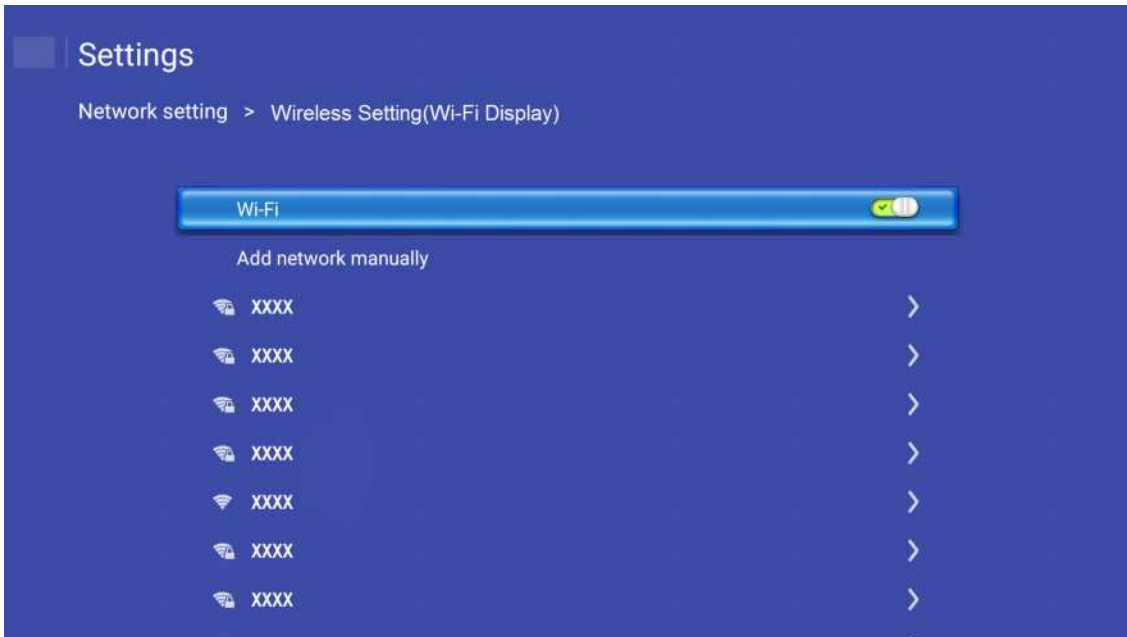 Settings
Network setting > Wireless Setting(Wi-Fi Display)
Wi-Fi
Add network manually
XXXX
XXXX
XXXX
XXXX
XXXX
XXXX
XXXX